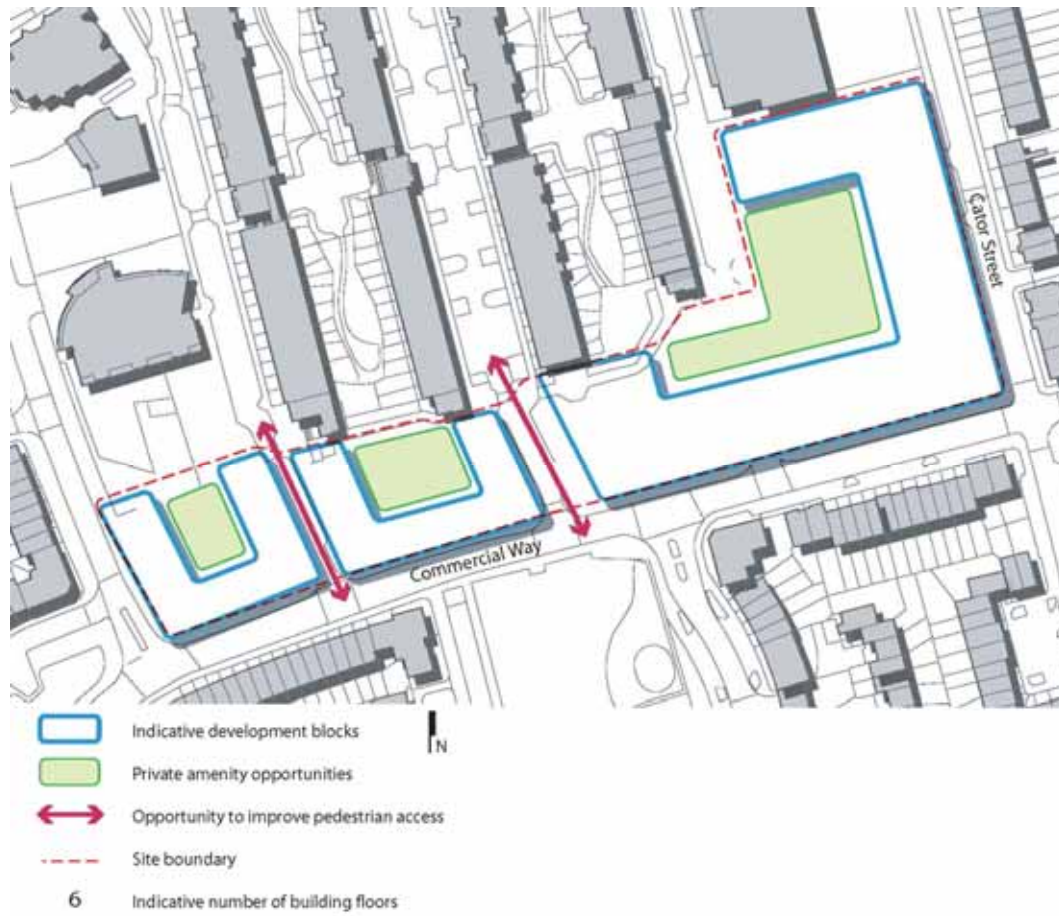 Cator Street
Commercial Way
Indicative development blocks
N
Private amenity opportunities
Opportunity to improve pedestrian access
Site boundary
6 Indicative number of building floors